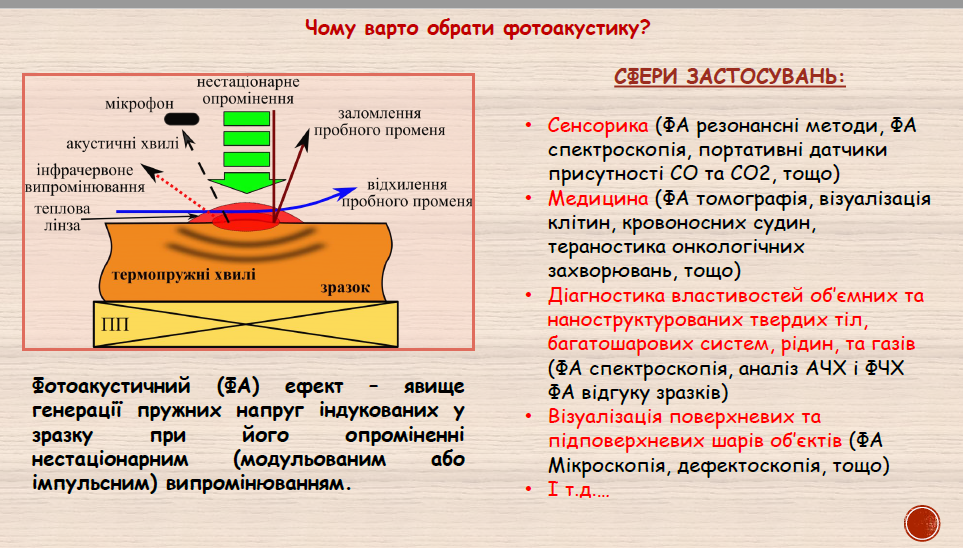 Чому варто обрати фотоакустику?
нестаціонарне
опромінення
мікрофон
заломлення
пробного променя
акустичні хвилі
інфрачервоне
випромінювання
відхилення
пробного променя
теплова
лінза
термопружні хвилі
зразок
ПП
Фотоакустичний (ФА) ефект – явище
генерації пружних напруг індукованих у
зразку при його опроміненні
нестаціонарним (модульованим або
імпульсним) випромінюванням.
СФЕРИ ЗАСТОСУВАНЬ:
• Сенсорика (ФА резонансні методи, ФА
спектроскопія, портативні датчики
присутності СО та СО2, тощо)
• Медицина (ФА томографія, візуалізація
клітин, кровоносних судин,
тераностика онкологічних
захворювань, тощо)
• Діагностика властивостей об’ємних та
наноструктурованих твердих тіл,
багатошарових систем, рідин, та газів
(ФА спектроскопія, аналіз АЧХ і ФЧХ
ФА відгуку зразків)
• Візуалізація поверхневих та
підповерхневих шарів об’єктів (ФА
Мікроскопія, дефектоскопія, тощо)
• І т.д.…